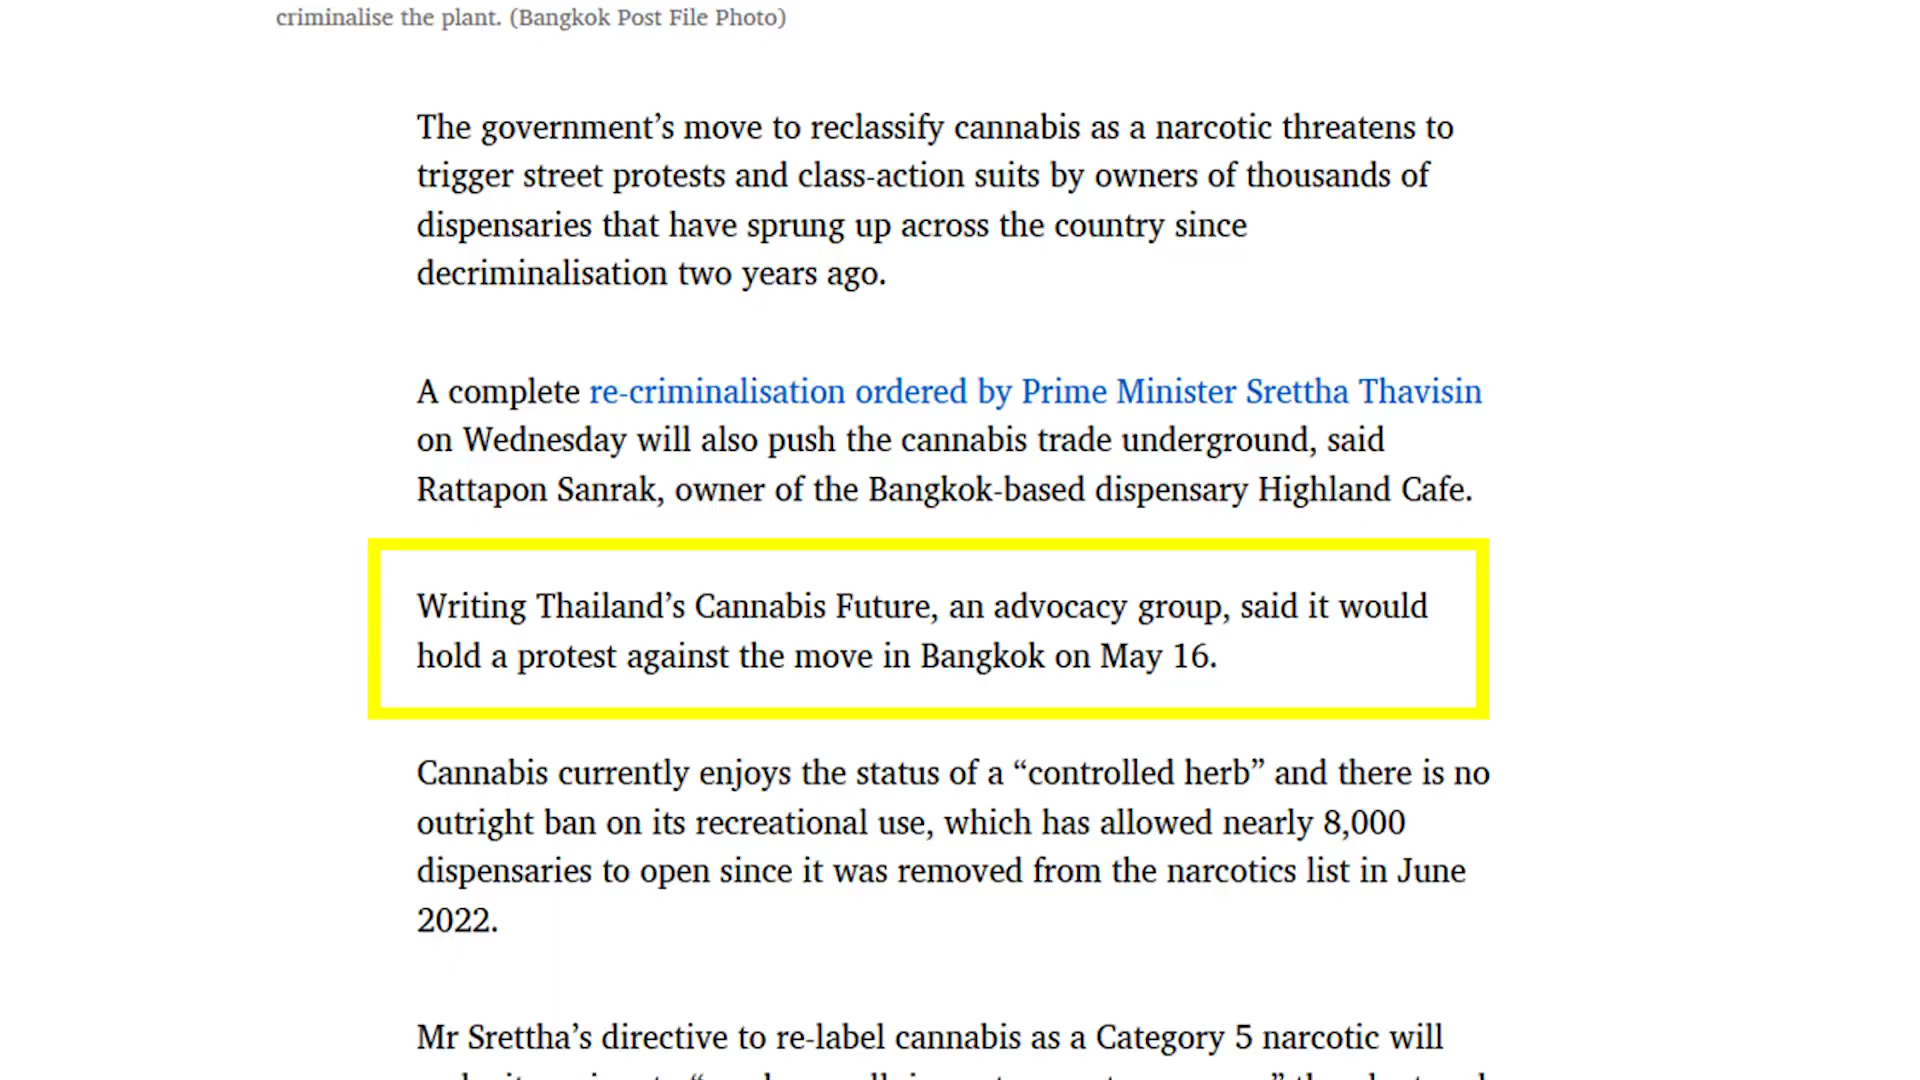 criminalise the plant. (Bangkok Post File Photo)
The government’s move to reclassify cannabis as a narcotic threatens to
trigger street protests and class-action suits by owners of thousands of
dispensaries that have sprung up across the country since
decriminalisation two years ago.
A complete re-criminalisation ordered by Prime Minister Srettha Thavisin
on Wednesday will also push the cannabis trade underground, said
Rattapon Sanrak, owner of the Bangkok-based dispensary Highland Cafe.
Writing Thailand’s Cannabis Future, an advocacy group, said it would
hold a protest against the move in Bangkok on May 16.
Cannabis currently enjoys the status of a “controlled herb” and there is no
outright ban on its recreational use, which has allowed nearly 8,000
dispensaries to open since it was removed from the narcotics list in June
2022.
Mr Srettha’s directive to re-label cannabis as a Category 5 narcotic will